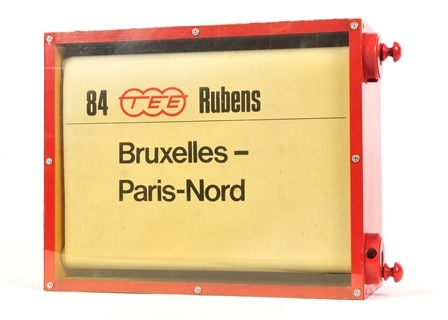 84 TEE Rubens
Bruxelles –
Paris-Nord